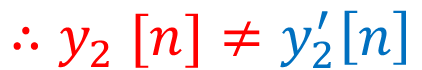 ∴ y₂ [n] ≠ y₂′[n]